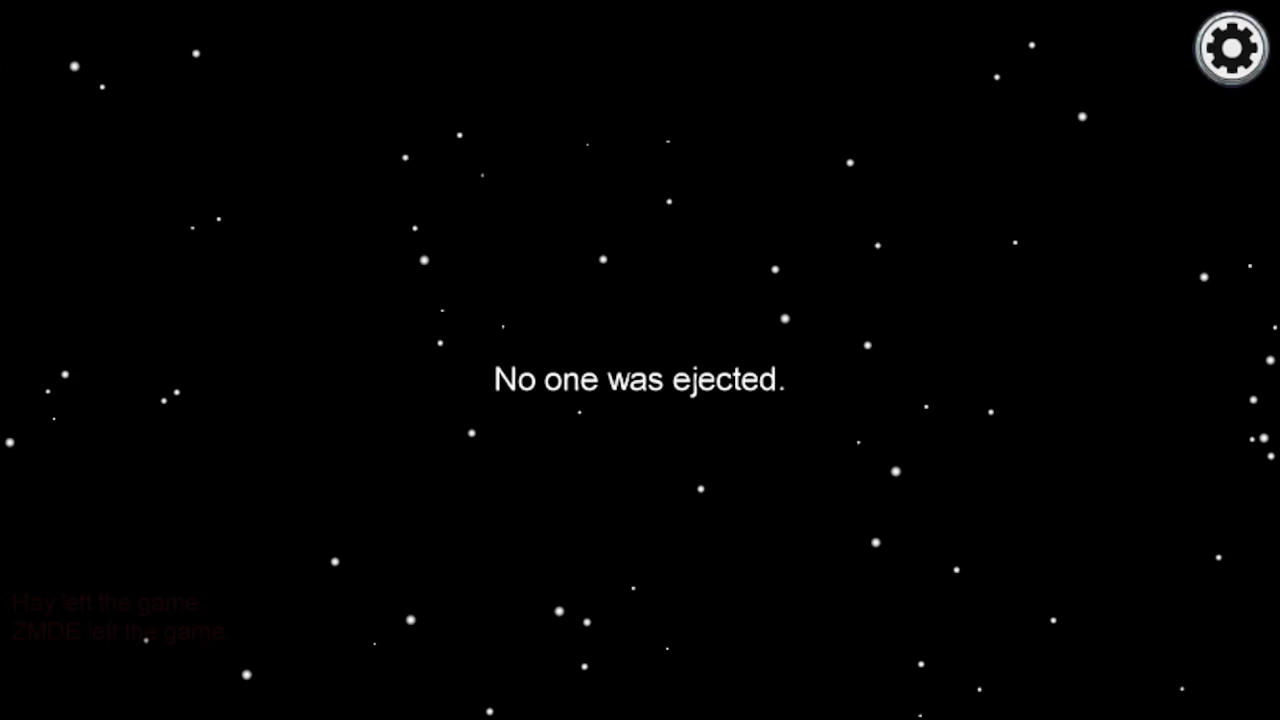 No one was ejected.
Hay left the game.
ZMDE left the game.